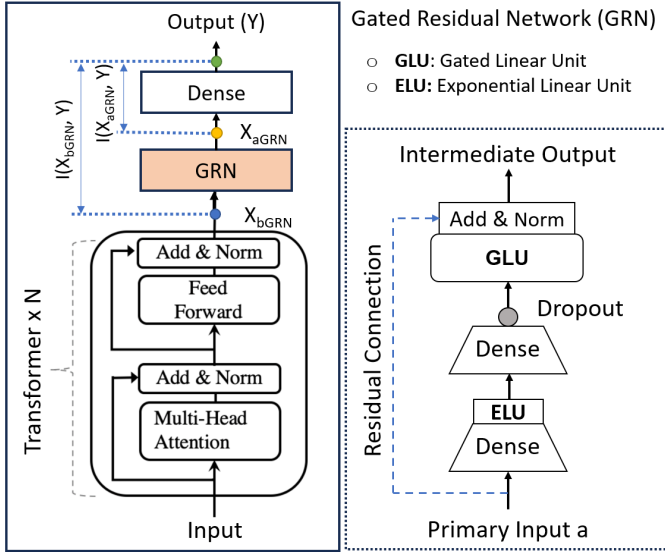 Output (Y)
I(XbGRN, Y)
I(XaGRN, Y)
Dense
XaGRN
GRN
XbGRN
Add & Norm
Feed
Forward
Add & Norm
Multi-Head
Attention
Transformer x N
Input
Gated Residual Network (GRN)
○ GLU: Gated Linear Unit
○ ELU: Exponential Linear Unit
Intermediate Output
Add & Norm
GLU
Dropout
Dense
ELU
Dense
Residual Connection
Primary Input a